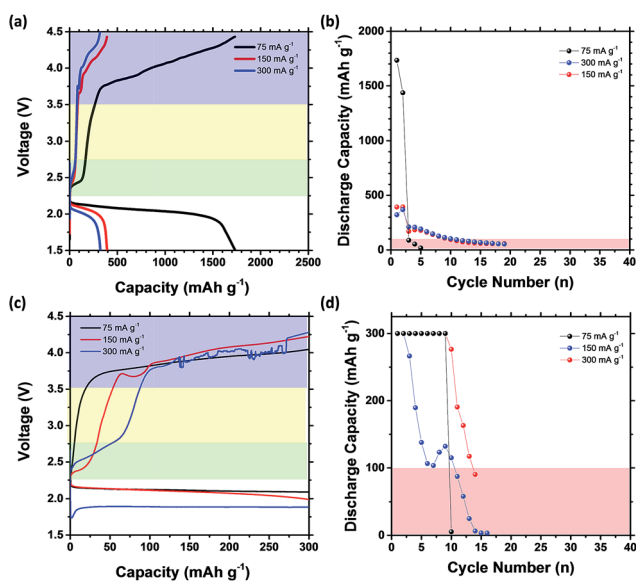 (a)
4.5
4.0
3.5
3.0
2.5
2.0
1.5
Voltage (V)
75 mA g⁻¹
150 mA g⁻¹
300 mA g⁻¹
0 500 1000 1500 2000 2500
Capacity (mAh g⁻¹)
(b)
2000
1500
1000
500
0
Discharge Capacity (mAh g⁻¹)
75 mA g⁻¹
300 mA g⁻¹
150 mA g⁻¹
0 5 10 15 20 25 30 35 40
Cycle Number (n)
(c)
4.5
4.0
3.5
3.0
2.5
2.0
1.5
Voltage (V)
75 mA g⁻¹
150 mA g⁻¹
300 mA g⁻¹
0 50 100 150 200 250 300
Capacity (mAh g⁻¹)
(d)
300
200
100
0
Discharge Capacity (mAh g⁻¹)
75 mA g⁻¹
150 mA g⁻¹
300 mA g⁻¹
0 5 10 15 20 25 30 35 40
Cycle Number (n)